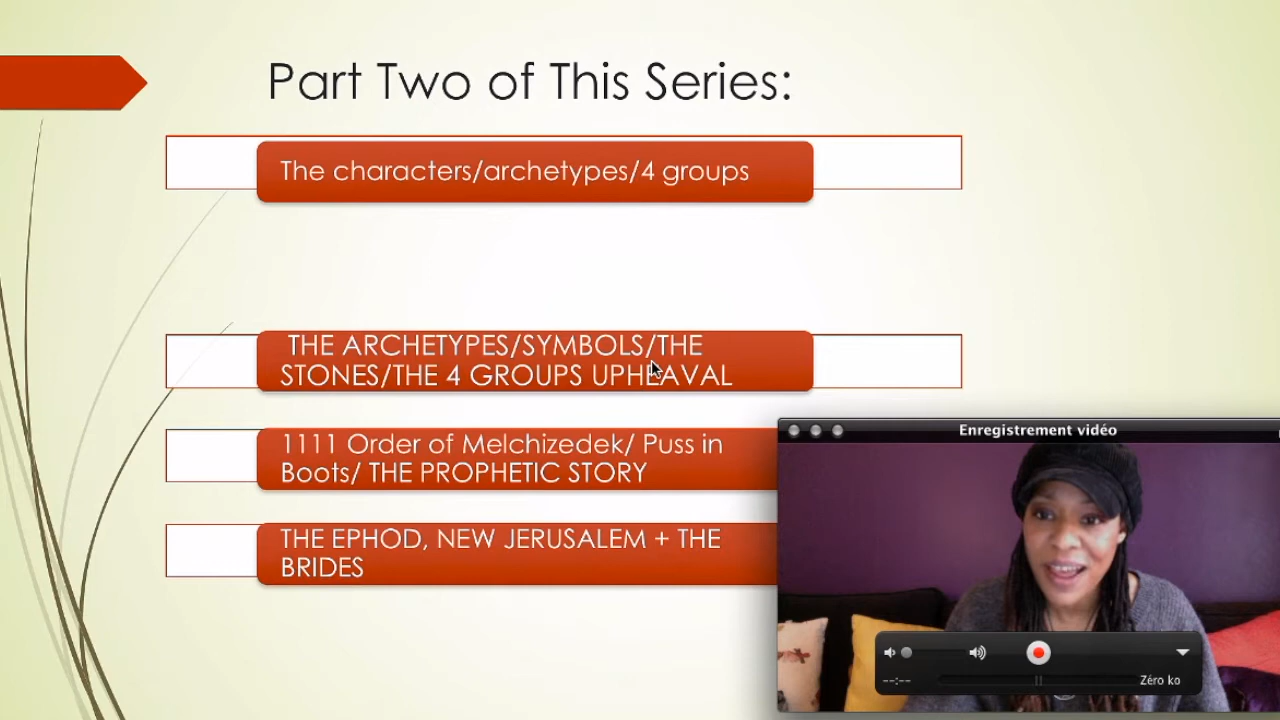 Part Two of This Series:
The characters/archetypes/4 groups
THE ARCHETYPES/SYMBOLS/THE
STONES/THE 4 GROUPS UPHEAVAL
1111 Order of Melchizedek/ Puss in
Boots/ THE PROPHETIC STORY
THE EPHOD, NEW JERUSALEM + THE
BRIDES
Enregistrement vidéo
--:--
Zéro ko